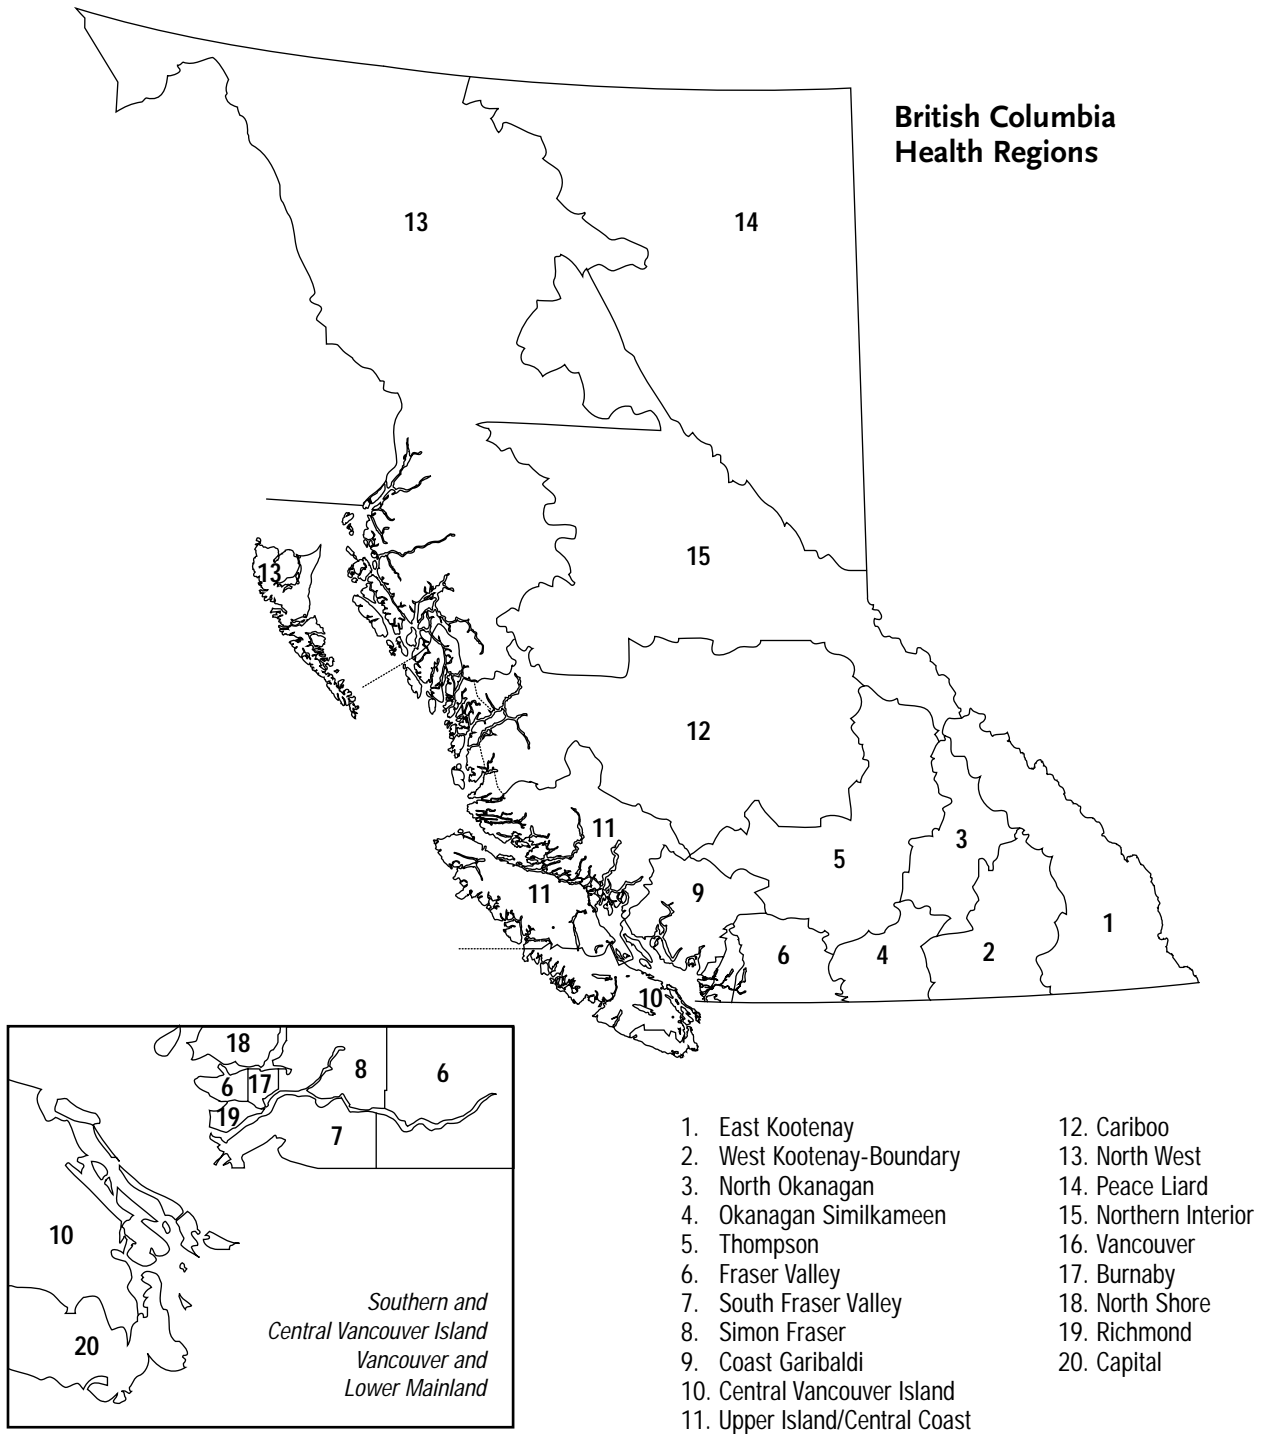 British Columbia
Health Regions
13
14
13
15
12
11
11
5
3
9
1
6
4
2
10
18
8
6
6
17
19
7
10
20
Southern and
Central Vancouver Island
Vancouver and
Lower Mainland
1. East Kootenay
2. West Kootenay-Boundary
3. North Okanagan
4. Okanagan Similkameen
5. Thompson
6. Fraser Valley
7. South Fraser Valley
8. Simon Fraser
9. Coast Garibaldi
10. Central Vancouver Island
11. Upper Island/Central Coast
12. Cariboo
13. North West
14. Peace Liard
15. Northern Interior
16. Vancouver
17. Burnaby
18. North Shore
19. Richmond
20. Capital